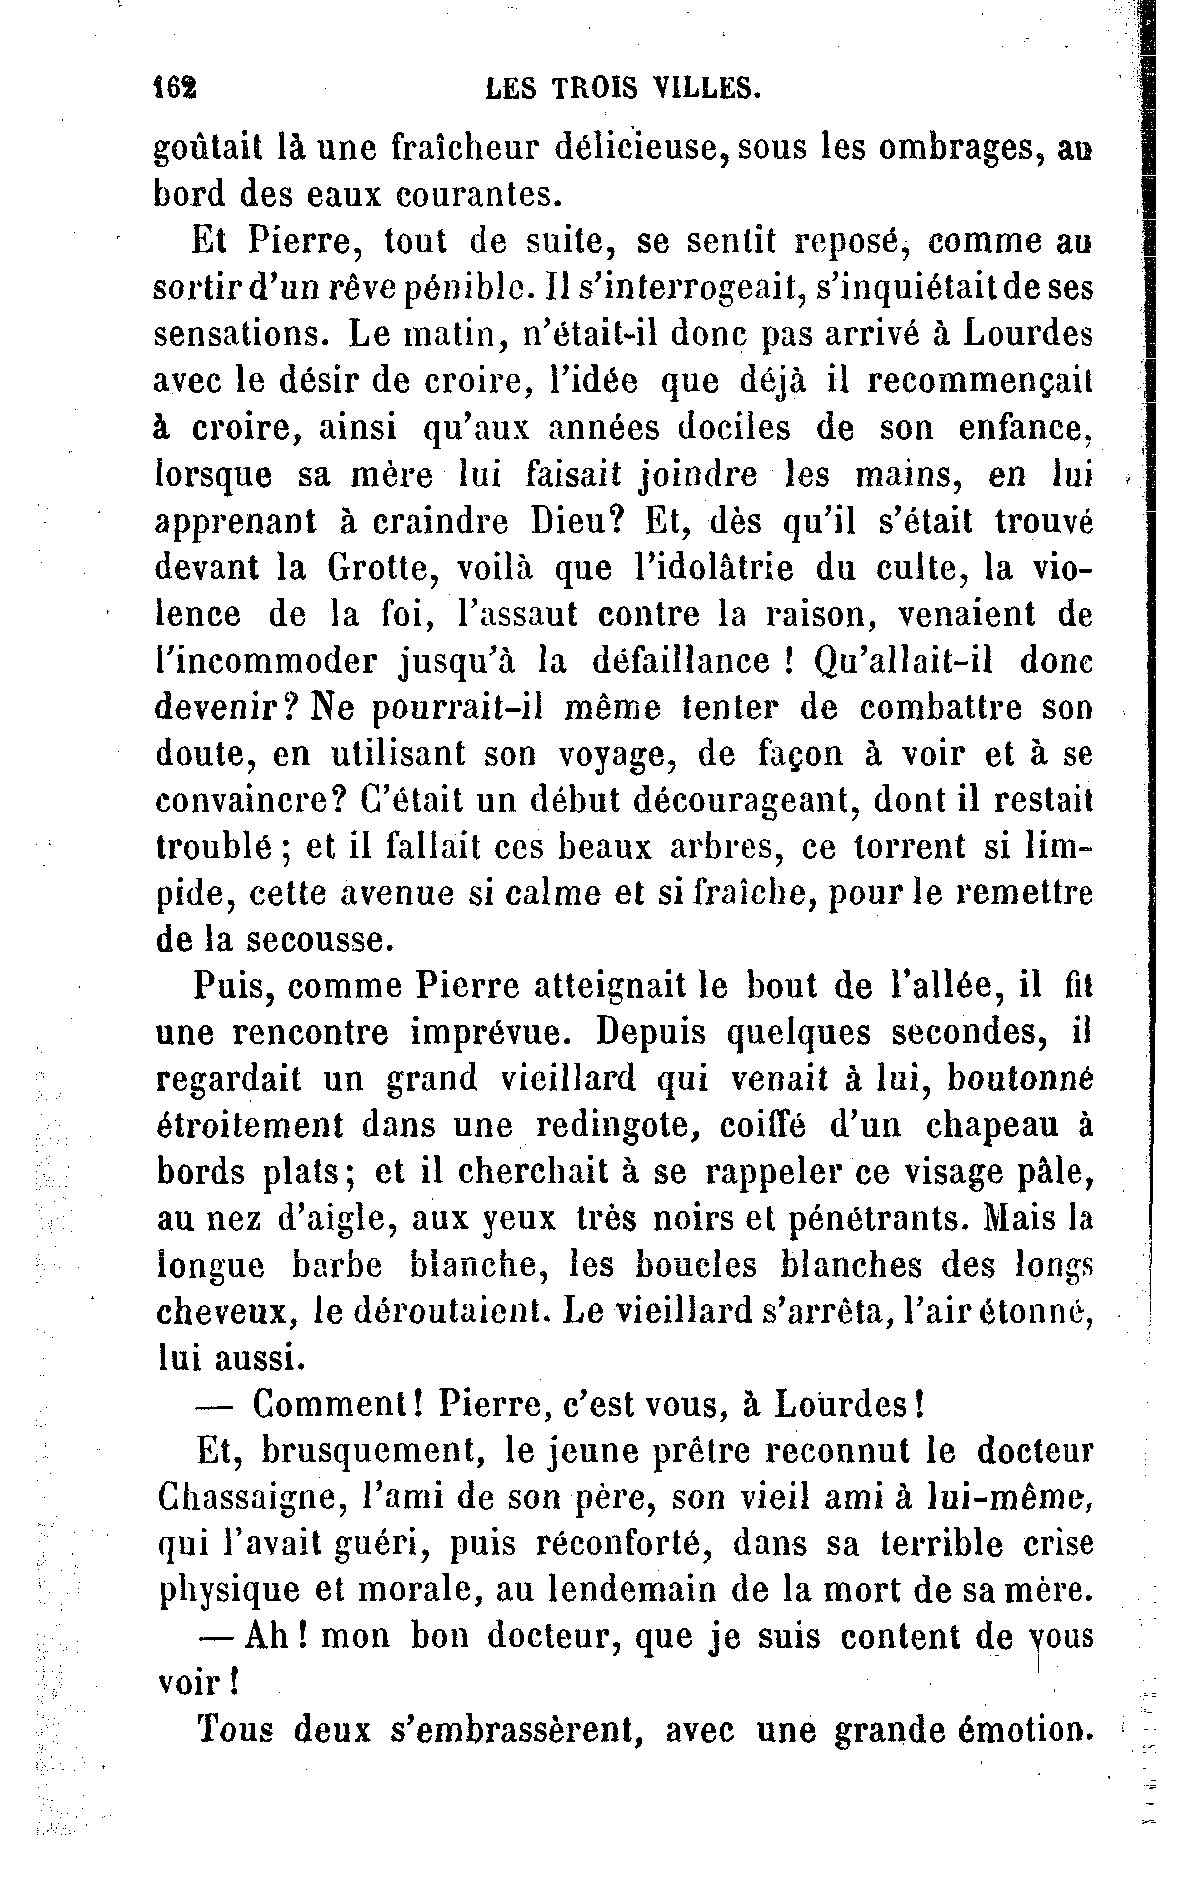 162 LES TROIS VILLES.
goûtait là une fraîcheur délicieuse, sous les ombrages, au
bord des eaux courantes.
Et Pierre, tout de suite, se sentit reposé, comme au
sortir d'un rêve pénible. Il s'interrogeait, s'inquiétait de ses
sensations. Le matin, n'était-il donc pas arrivé à Lourdes
avec le désir de croire, l'idée que déjà il recommençait
à croire, ainsi qu'aux années dociles de son enfance,
lorsque sa mère lui faisait joindre les mains, en lui
apprenant à craindre Dieu? Et, dès qu'il s'était trouvé
devant la Grotte, voilà que l'idolâtrie du culte, la vio-
lence de la foi, l'assaut contre la raison, venaient de
l'incommoder jusqu'à la défaillance ! Qu'allait-il donc
devenir? Ne pourrait-il même tenter de combattre son
doute, en utilisant son voyage, de façon à voir et à se
convaincre? C'était un début décourageant, dont il restait
troublé ; et il fallait ces beaux arbres, ce torrent si lim-
pide, cette avenue si calme et si fraîche, pour le remettre
de la secousse.
Puis, comme Pierre atteignait le bout de l'allée, il fit
une rencontre imprévue. Depuis quelques secondes, il
regardait un grand vieillard qui venait à lui, boutonné
étroitement dans une redingote, coiffé d'un chapeau à
bords plats; et il cherchait à se rappeler ce visage pâle,
au nez d'aigle, aux yeux très noirs et pénétrants. Mais la
longue barbe blanche, les boucles blanches des longs
cheveux, le déroutaient. Le vieillard s'arrêta, l'air étonné,
lui aussi.
— Comment! Pierre, c'est vous, à Lourdes!
Et, brusquement, le jeune prêtre reconnut le docteur
Chassaigne, l'ami de son père, son vieil ami à lui-même,
qui l'avait guéri, puis réconforté, dans sa terrible crise
physique et morale, au lendemain de la mort de sa mère.
— Ah ! mon bon docteur, que je suis content de vous
voir !
Tous deux s'embrassèrent, avec une grande émotion.